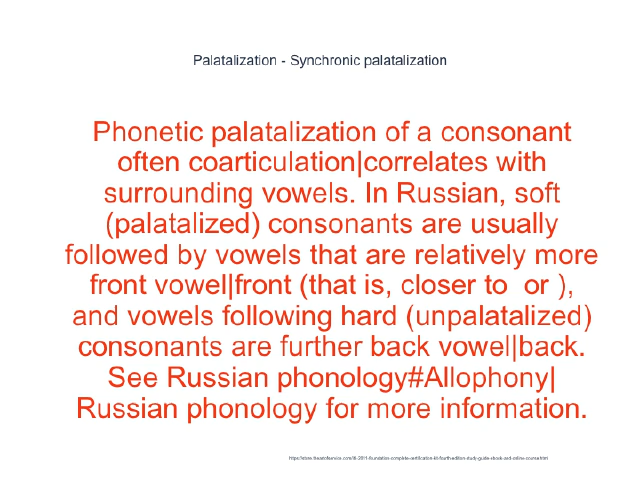 Palatalization - Synchronic palatalization
Phonetic palatalization of a consonant
often coarticulation|correlates with
surrounding vowels. In Russian, soft
(palatalized) consonants are usually
followed by vowels that are relatively more
front vowel|front (that is, closer to or ),
and vowels following hard (unpalatalized)
consonants are further back vowel|back.
See Russian phonology#Allophony|
Russian phonology for more information.